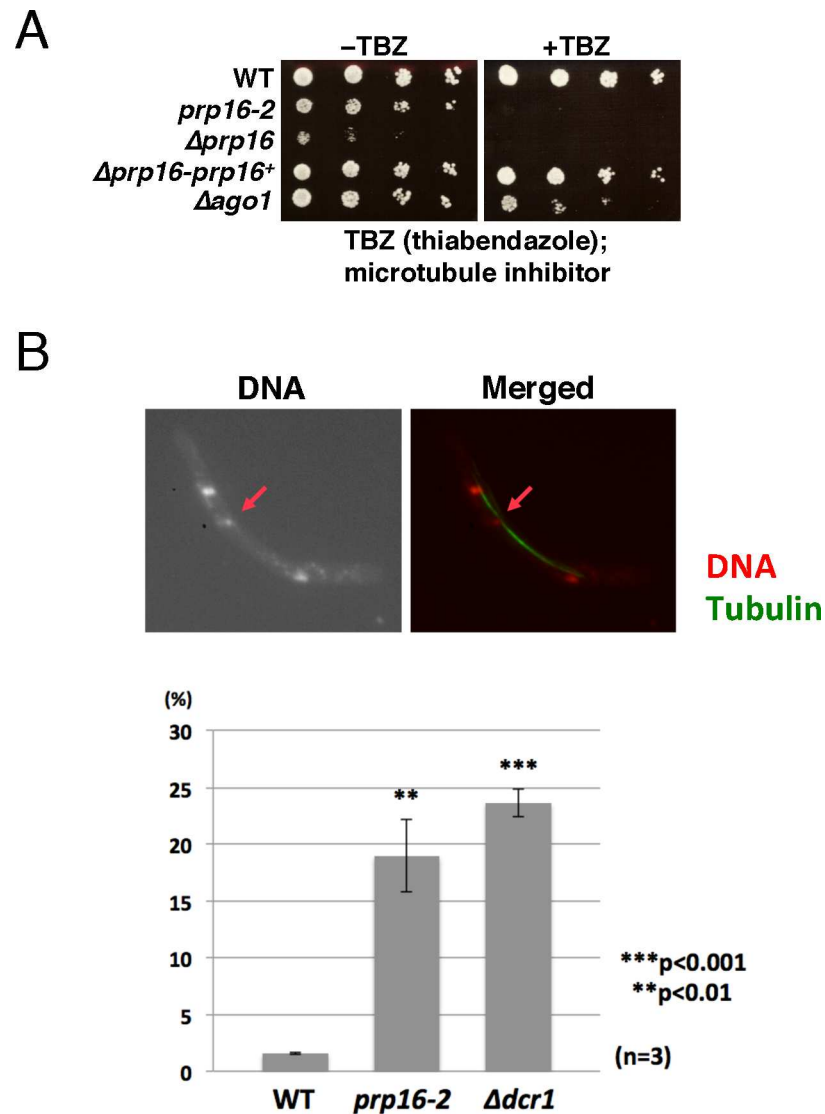 A
–TBZ +TBZ
WT
prp16-2
Δprp16
Δprp16-prp16⁺
Δago1
TBZ (thiabendazole);
microtubule inhibitor
B
DNA Merged
DNA
Tubulin
(%)
30
25
20
15
10
5
0
**
***
***p<0.001
**p<0.01
(n=3)
WT prp16-2 Δdcr1